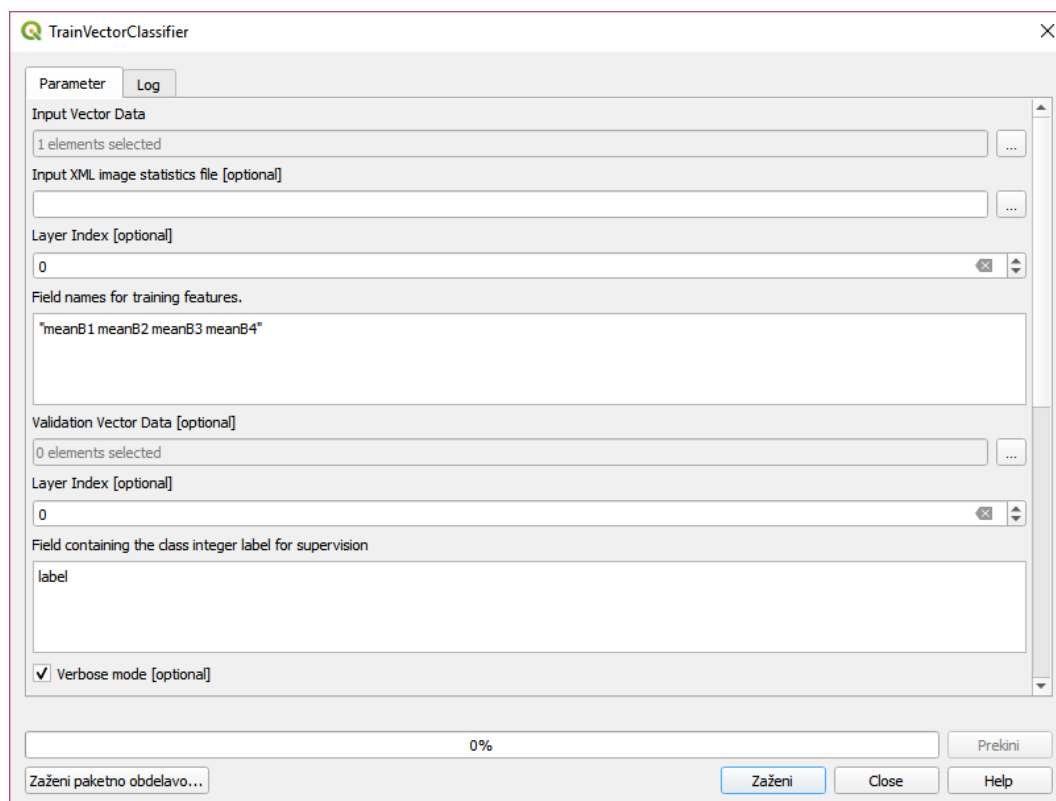 TrainVectorClassifier
Parameter Log
Input Vector Data
1 elements selected
...
Input XML image statistics file [optional]
...
Layer Index [optional]
0
Field names for training features.
"meanB1 meanB2 meanB3 meanB4"
Validation Vector Data [optional]
0 elements selected
...
Layer Index [optional]
0
Field containing the class integer label for supervision
label
Verbose mode [optional]
0% Prekini
Zaženi paketno obdelavo... Zaženi Close Help